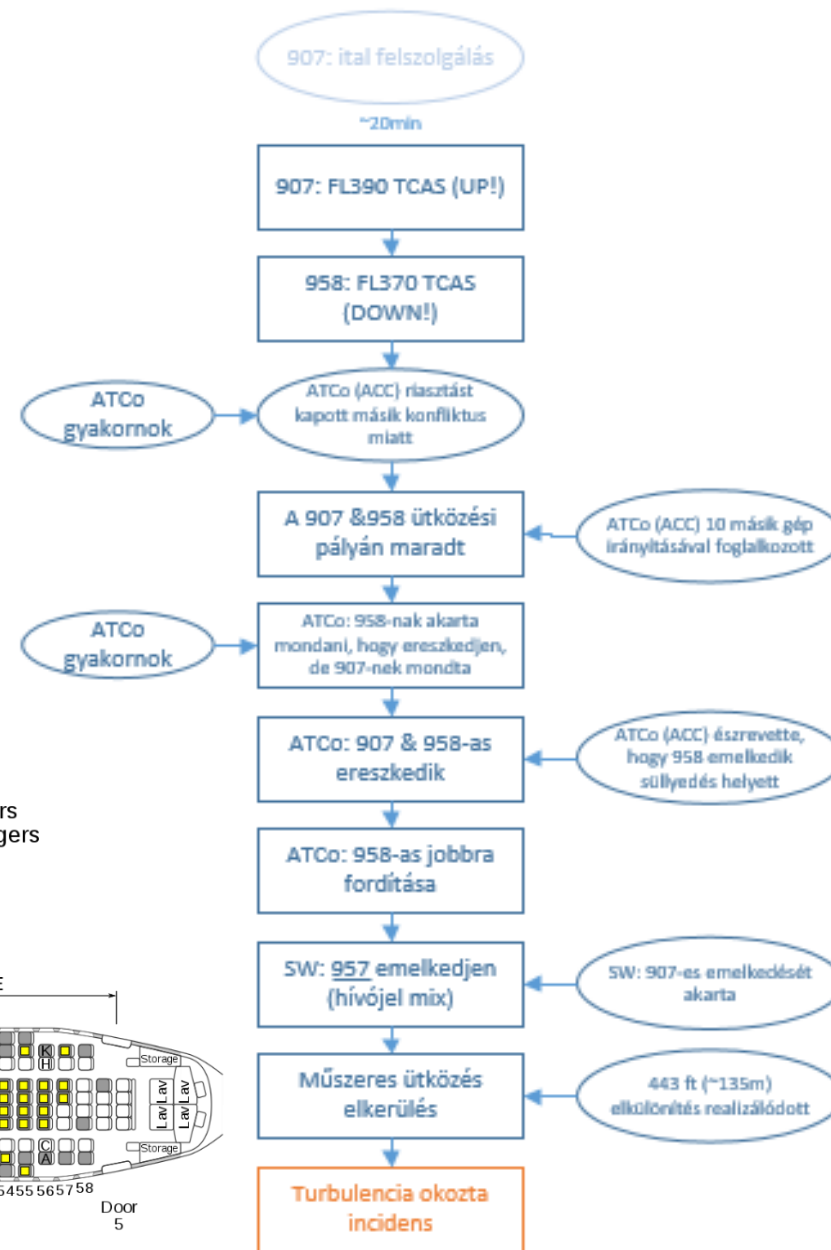 907: ital felszolgálás
~20min
907: FL390 TCAS (UP!)
958: FL370 TCAS
(DOWN!)
ATCo
gyakornok
ATCo (ACC) riasztást
kapott másik konfliktus
miatt
A 907 &958 ütközési
pályán maradt
ATCo (ACC) 10 másik gép
irányításával foglalkozott
ATCo
gyakornok
ATCo: 958-nak akarta
mondani, hogy ereszkedjen,
de 907-nek mondta
ATCo: 907 & 958-as
ereszkedik
ATCo (ACC) észrevette,
hogy 958 emelkedik
süllyedés helyett
ATCo: 958-as jobbra
fordítása
SW: 957 emelkedjen
(hívójel mix)
SW: 907-es emelkedését
akarta
Műszeres ütközés
elkerülés
443 ft (~135m)
elkülönítés realizálódott
Turbulencia okozta
incidens
rs
gers
E
K
H
Storage
Lav Lav
Lav Lav
C
A
Storage
54 55 56 57 58
Door
5